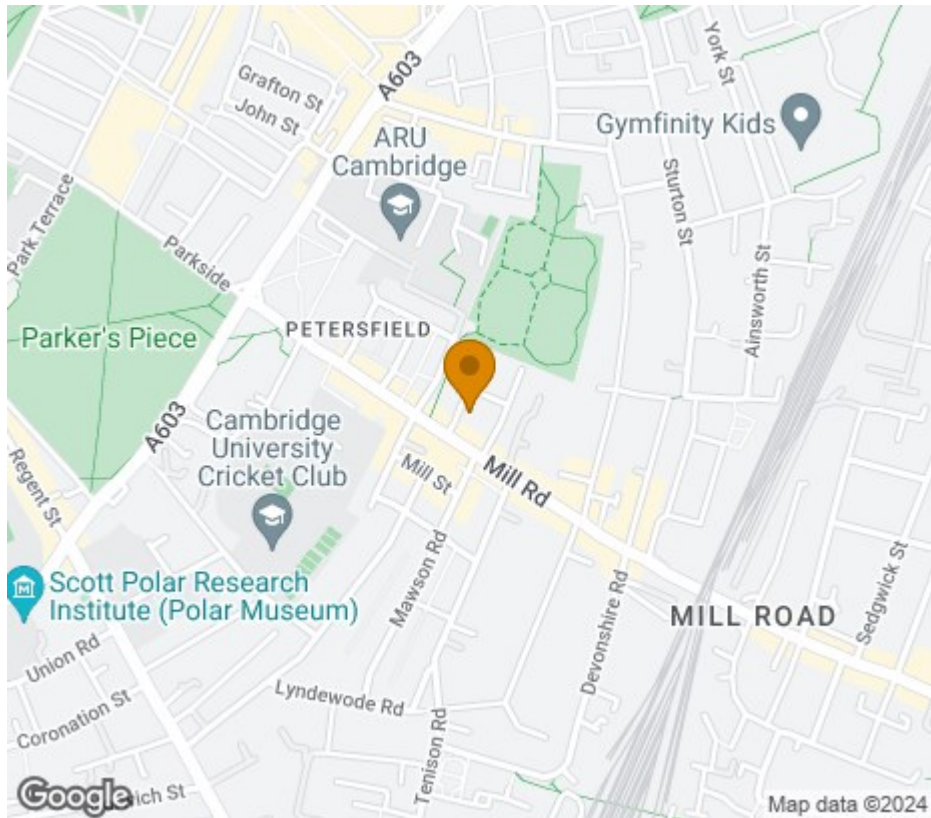 Grafton St
John St
A603
York St
Gymfinity Kids
ARU
Cambridge
Sturton St
Park Terrace
Parkside
Ainsworth St
PETERSFIELD
Parker's Piece
A603
Cambridge
University
Cricket Club
Regent St
Mill St
Mill Rd
Mawson Rd
Scott Polar Research
Institute (Polar Museum)
Devonshire Rd
MILL ROAD
Sedgwick St
Union Rd
Lyndewode Rd
Coronation St
Tenison Rd
Google
St
Map data ©2024